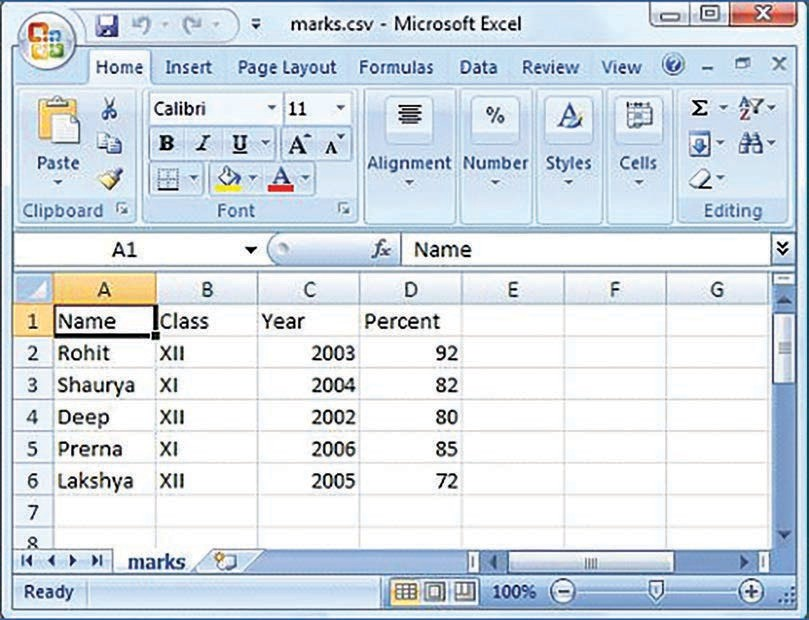 marks.csv - Microsoft Excel
Home Insert Page Layout Formulas Data Review View
Calibri 11 % A Σ A Z
Paste B I U A A Alignment Number Styles Cells
A
Clipboard Font Editing
A1 fx Name
A B C D E F G
1 Name Class Year Percent
2 Rohit XII 2003 92
3 Shaurya XI 2004 82
4 Deep XII 2002 80
5 Prerna XI 2006 85
6 Lakshya XII 2005 72
7
8
marks
Ready 100%